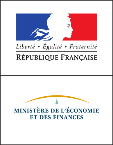 Liberté • Égalité • Fraternité
RÉPUBLIQUE FRANÇAISE
MINISTÈRE DE L'ÉCONOMIE
ET DES FINANCES